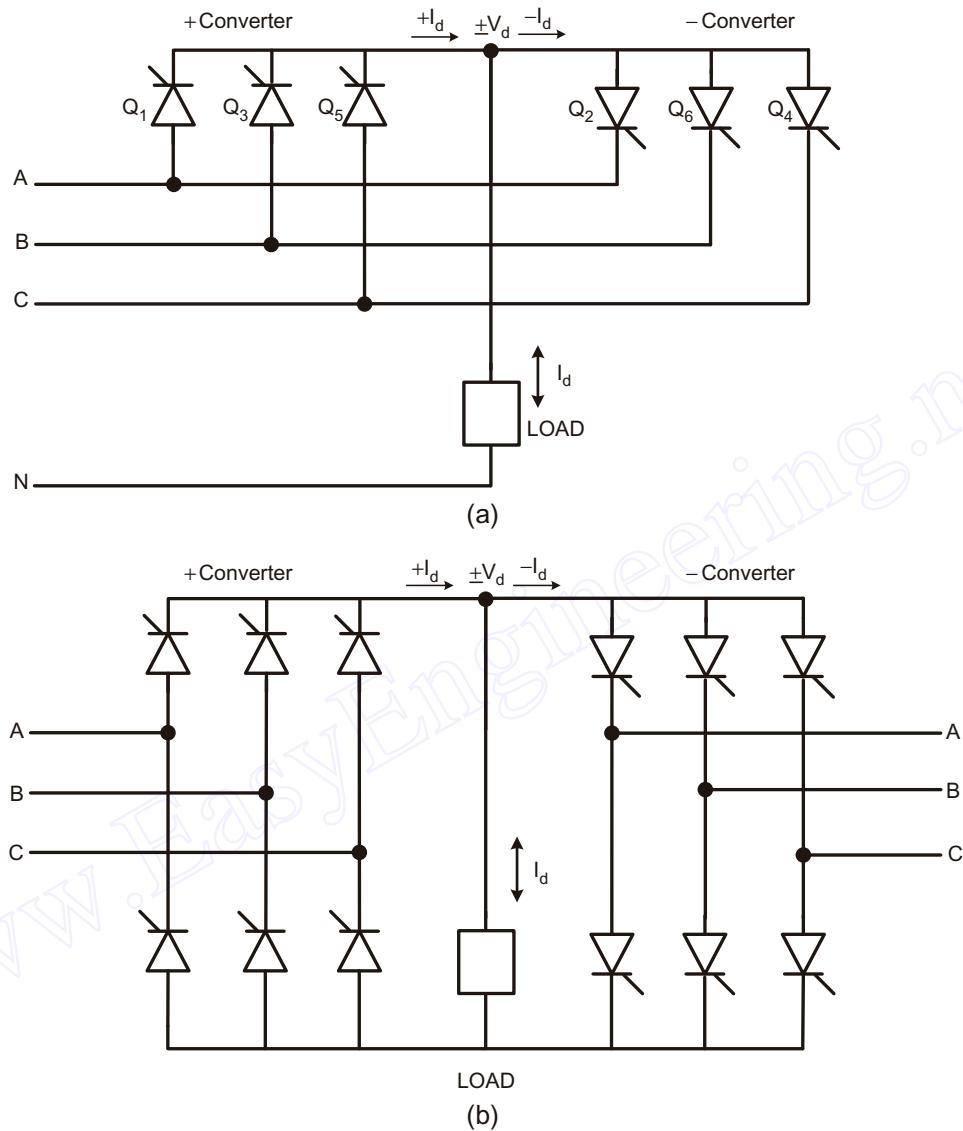 +Converter +I_d ±V_d −I_d −Converter
Q1 Q3 Q5 Q2 Q6 Q4
A
B
C
I_d
LOAD
N
(a)
+Converter +I_d ±V_d −I_d −Converter
A A
B B
C C
I_d
LOAD
(b)